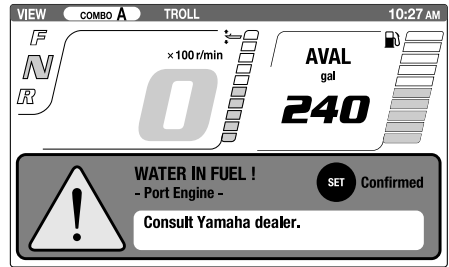 VIEW COMBO A TROLL 10:27 AM
F
N
R
×100 r/min
0
AVAL
gal
240
WATER IN FUEL !
- Port Engine -
SET Confirmed
Consult Yamaha dealer.